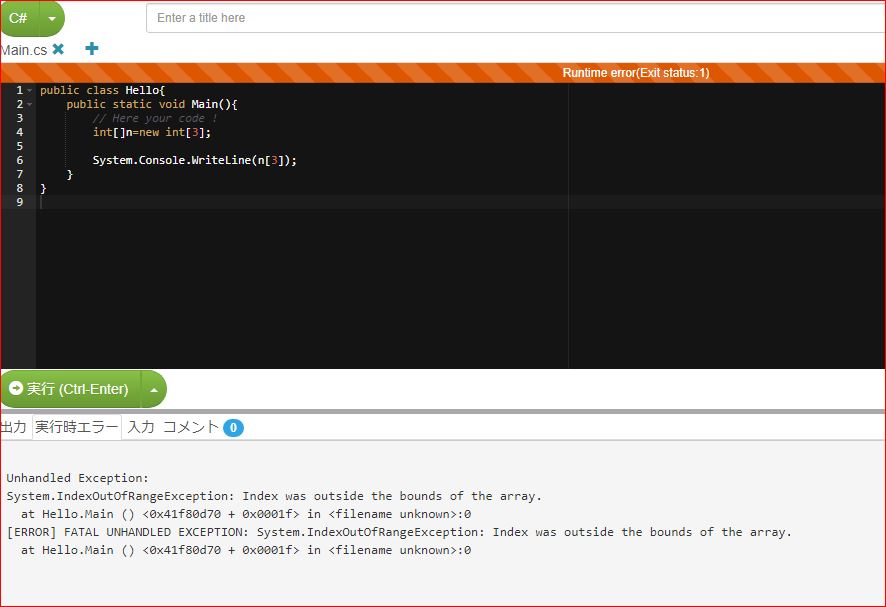 C#
Enter a title here
Main.cs
Runtime error(Exit status:1)
1 public class Hello{
2     public static void Main(){
3         // Here your code !
4         int[]n=new int[3];
5
6         System.Console.WriteLine(n[3]);
7     }
8 }
9
実行 (Ctrl-Enter)
出力 実行時エラー 入力 コメント 0
Unhandled Exception:
System.IndexOutOfRangeException: Index was outside the bounds of the array.
  at Hello.Main () <0x41f80d70 + 0x0001f> in <filename unknown>:0
[ERROR] FATAL UNHANDLED EXCEPTION: System.IndexOutOfRangeException: Index was outside the bounds of the array.
  at Hello.Main () <0x41f80d70 + 0x0001f> in <filename unknown>:0